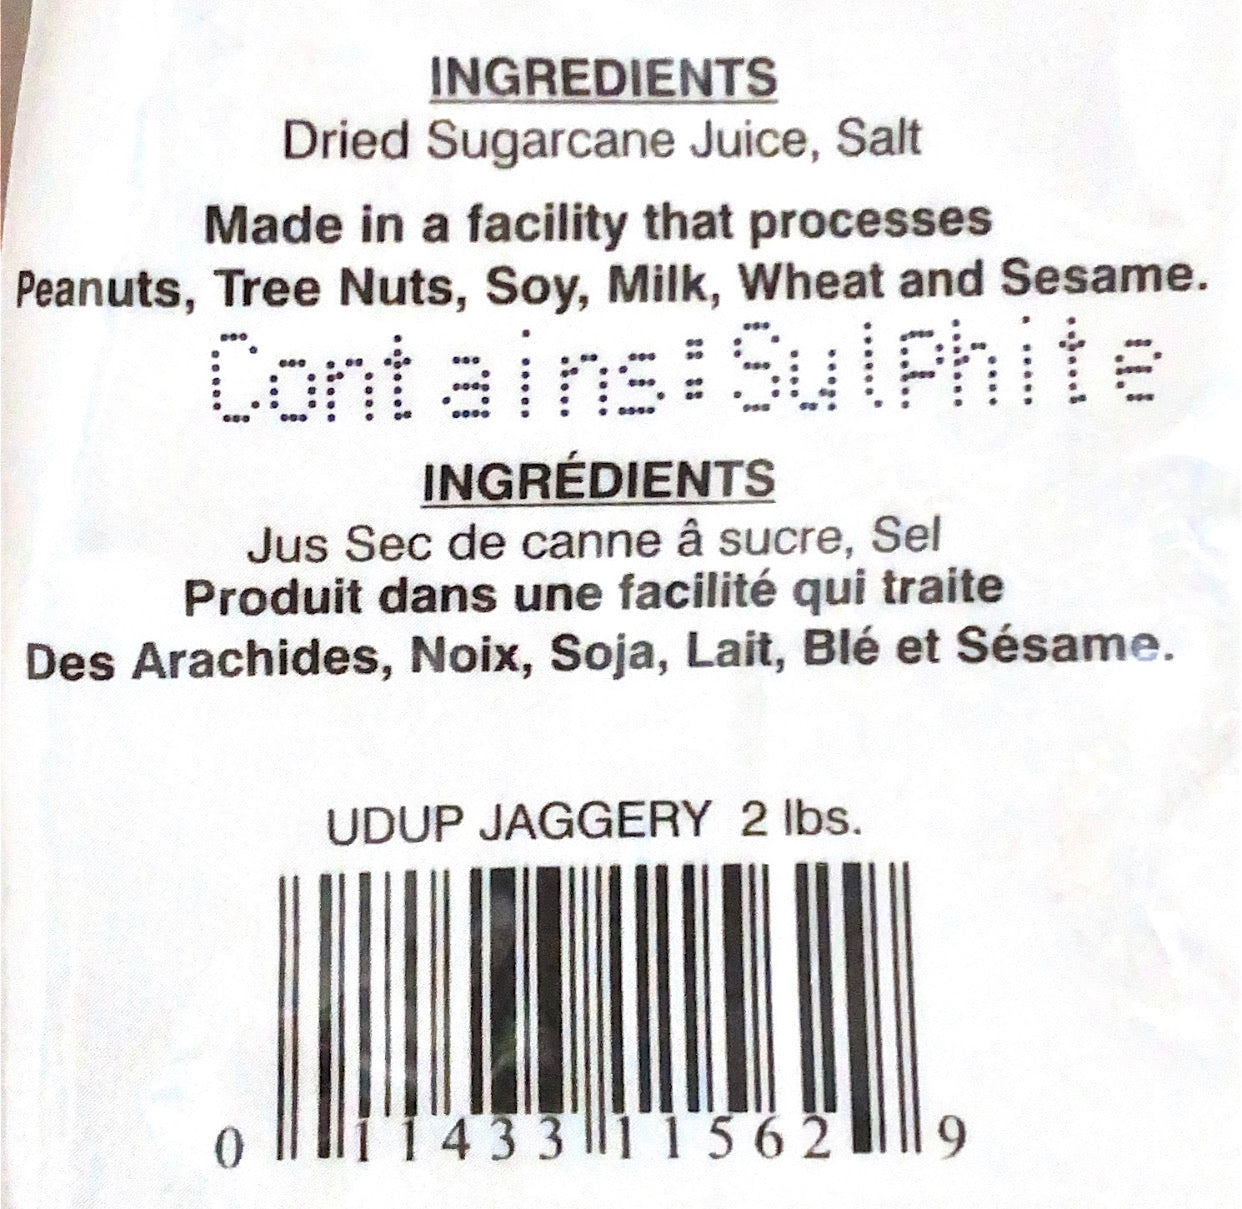 INGREDIENTS
Dried Sugarcane Juice, Salt
Made in a facility that processes
Peanuts, Tree Nuts, Soy, Milk, Wheat and Sesame.
Contains:SulPhite
INGRÉDIENTS
Jus Sec de canne â sucre, Sel
Produit dans une facilité qui traite
Des Arachides, Noix, Soja, Lait, Blé et Sésame.
UDUP JAGGERY 2 lbs.
0 11433 11562 9